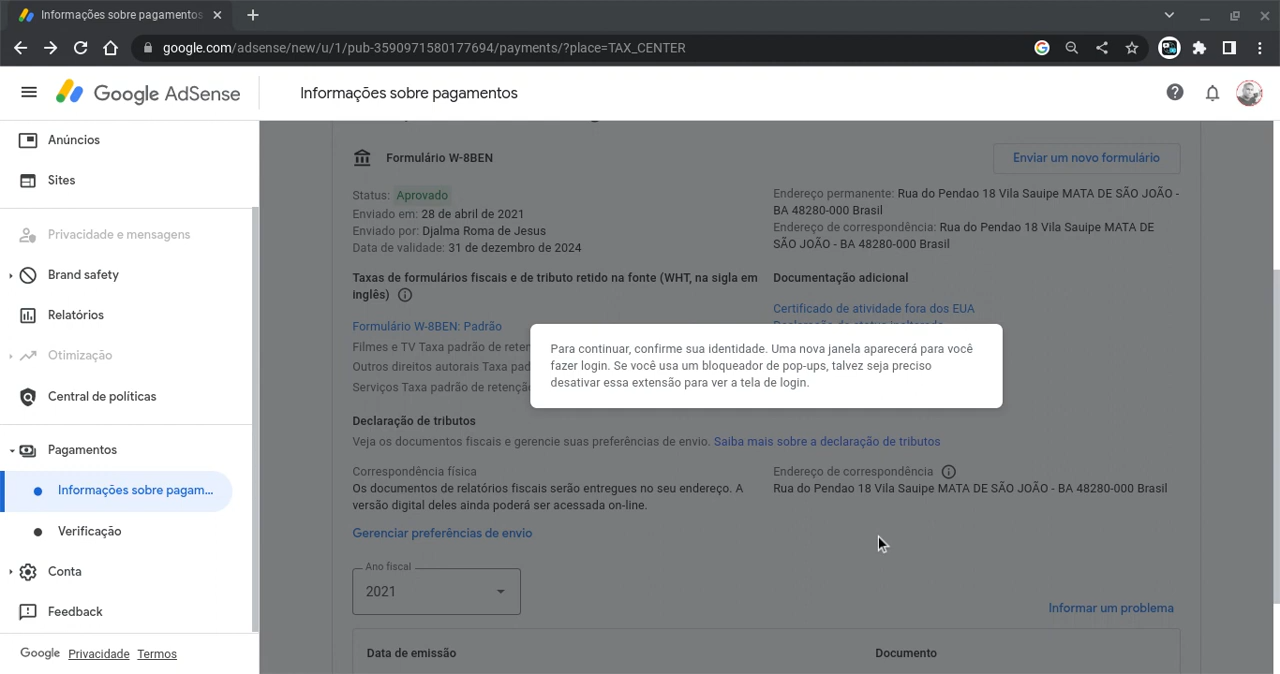 Informações sobre pagamentos
google.com/adsense/new/u/1/pub-3590971580177694/payments/?place=TAX_CENTER
Google AdSense
Informações sobre pagamentos
Anúncios
Sites
Privacidade e mensagens
Brand safety
Relatórios
Otimização
Central de políticas
Pagamentos
Informações sobre pagam...
Verificação
Conta
Feedback
Google Privacidade Termos
Formulário W-8BEN
Enviar um novo formulário
Status: Aprovado
Enviado em: 28 de abril de 2021
Enviado por: Djalma Roma de Jesus
Data de validade: 31 de dezembro de 2024
Endereço permanente: Rua do Pendao 18 Vila Sauipe MATA DE SÃO JOÃO -
BA 48280-000 Brasil
Endereço de correspondência: Rua do Pendao 18 Vila Sauipe MATA DE
SÃO JOÃO - BA 48280-000 Brasil
Taxas de formulários fiscais e de tributo retido na fonte (WHT, na sigla em
inglês)
Formulário W-8BEN: Padrão
Filmes e TV Taxa padrão de
Outros direitos autorais Taxa
Serviços Taxa padrão de retenção
Documentação adicional
Certificado de atividade fora dos EUA
Para continuar, confirme sua identidade. Uma nova janela aparecerá para você
fazer login. Se você usa um bloqueador de pop-ups, talvez seja preciso
desativar essa extensão para ver a tela de login.
Declaração de tributos
Veja os documentos fiscais e gerencie suas preferências de envio. Saiba mais sobre a declaração de tributos
Correspondência física
Os documentos de relatórios fiscais serão entregues no seu endereço. A
versão digital deles ainda poderá ser acessada on-line.
Endereço de correspondência
Rua do Pendao 18 Vila Sauipe MATA DE SÃO JOÃO - BA 48280-000 Brasil
Gerenciar preferências de envio
Ano fiscal
2021
Informar um problema
Data de emissão
Documento